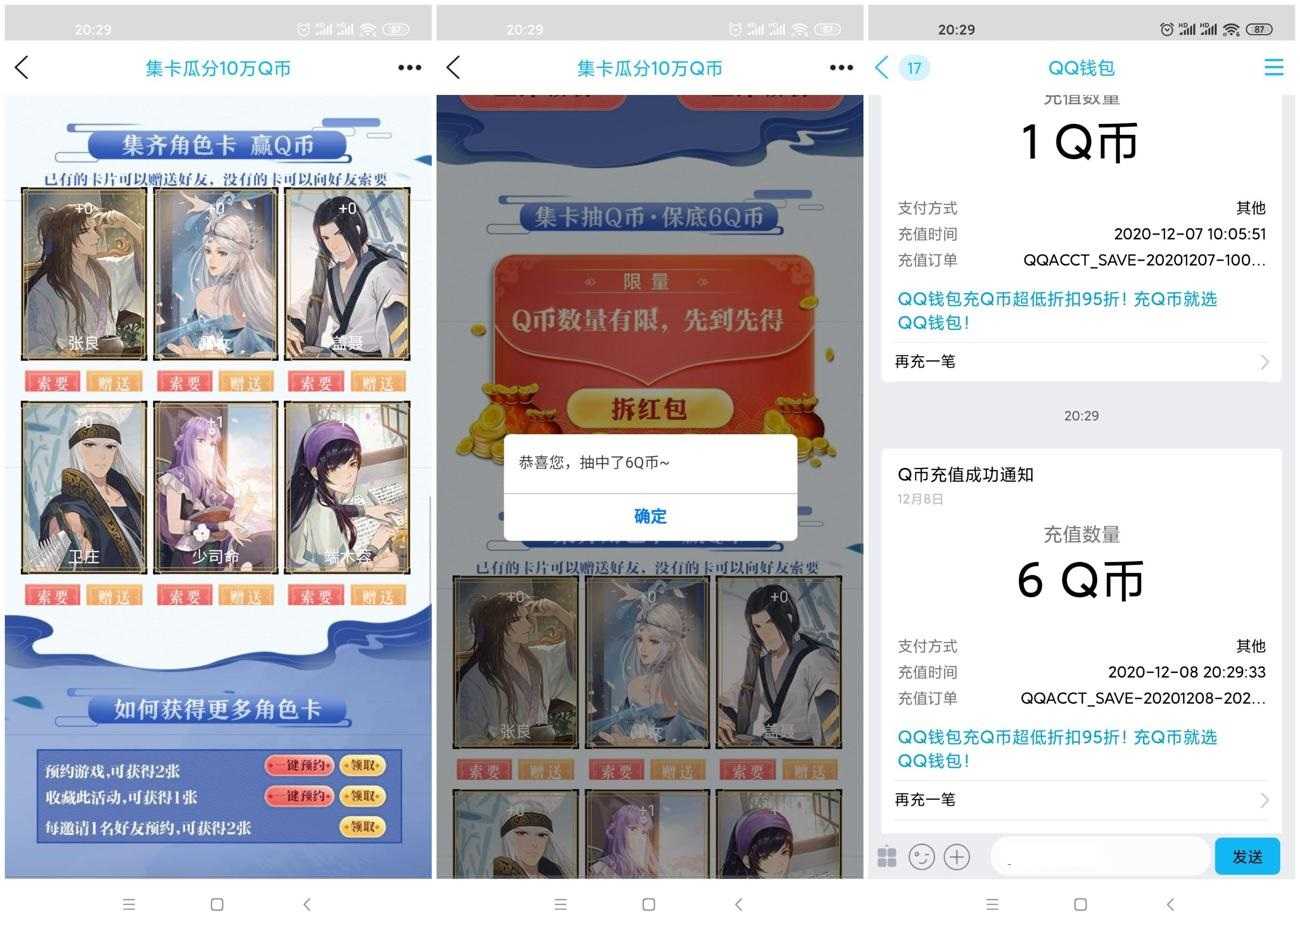 20:29
87
集卡瓜分10万Q币
集齐角色卡 赢Q币
已有的卡片可以赠送好友，没有的卡可以向好友索要
+0
+0
+0
张良
盖聂
索要 赠送 索要 赠送 索要 赠送
+0
+1
+1
卫庄
少司命
端木蓉
索要 赠送 索要 赠送 索要 赠送
如何获得更多角色卡
预约游戏,可获得2张 一键预约 领取
收藏此活动,可获得1张 一键预约 领取
每邀请1名好友预约,可获得2张 领取
20:29
87
集卡瓜分10万Q币
集卡抽Q币·保底6Q币
限量
Q币数量有限，先到先得
拆红包
恭喜您，抽中了6Q币~
确定
已有的卡片可以赠送好友，没有的卡可以向好友索要
+0
+0
+0
张良
盖聂
索要 赠送 索要 赠送 索要 赠送
+0
+1
20:29
87
17
QQ钱包
充值数量
1 Q币
支付方式 其他
充值时间 2020-12-07 10:05:51
充值订单 QQACCT_SAVE-20201207-100...
QQ钱包充Q币超低折扣95折！充Q币就选
QQ钱包！
再充一笔
20:29
Q币充值成功通知
12月8日
充值数量
6 Q币
支付方式 其他
充值时间 2020-12-08 20:29:33
充值订单 QQACCT_SAVE-20201208-202...
QQ钱包充Q币超低折扣95折！充Q币就选
QQ钱包！
再充一笔
发送